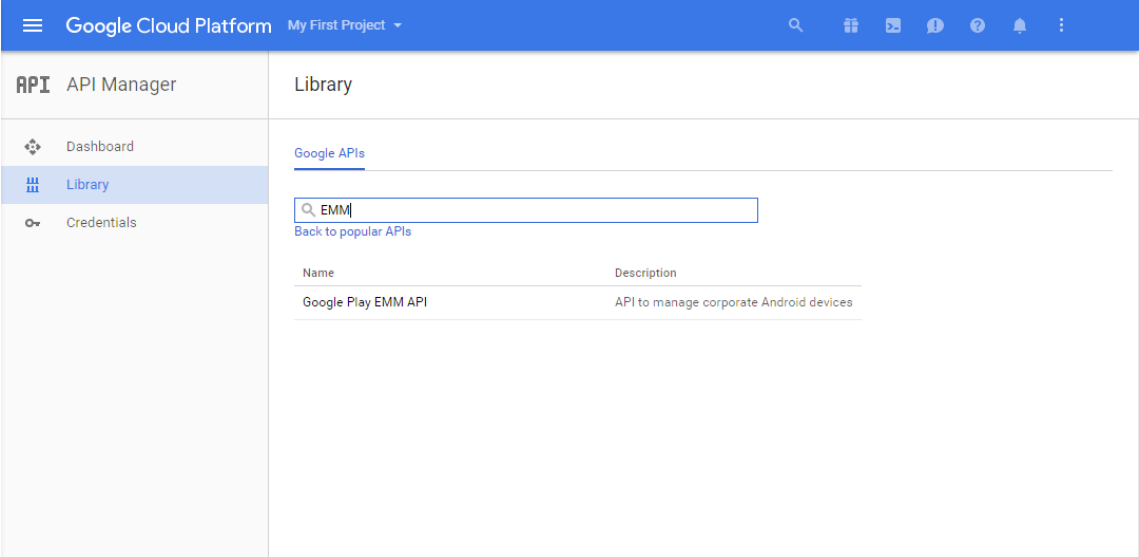 Google Cloud Platform My First Project
API API Manager
Library
Dashboard
Library
Credentials
Google APIs
EMM
Back to popular APIs
Name Description
Google Play EMM API API to manage corporate Android devices